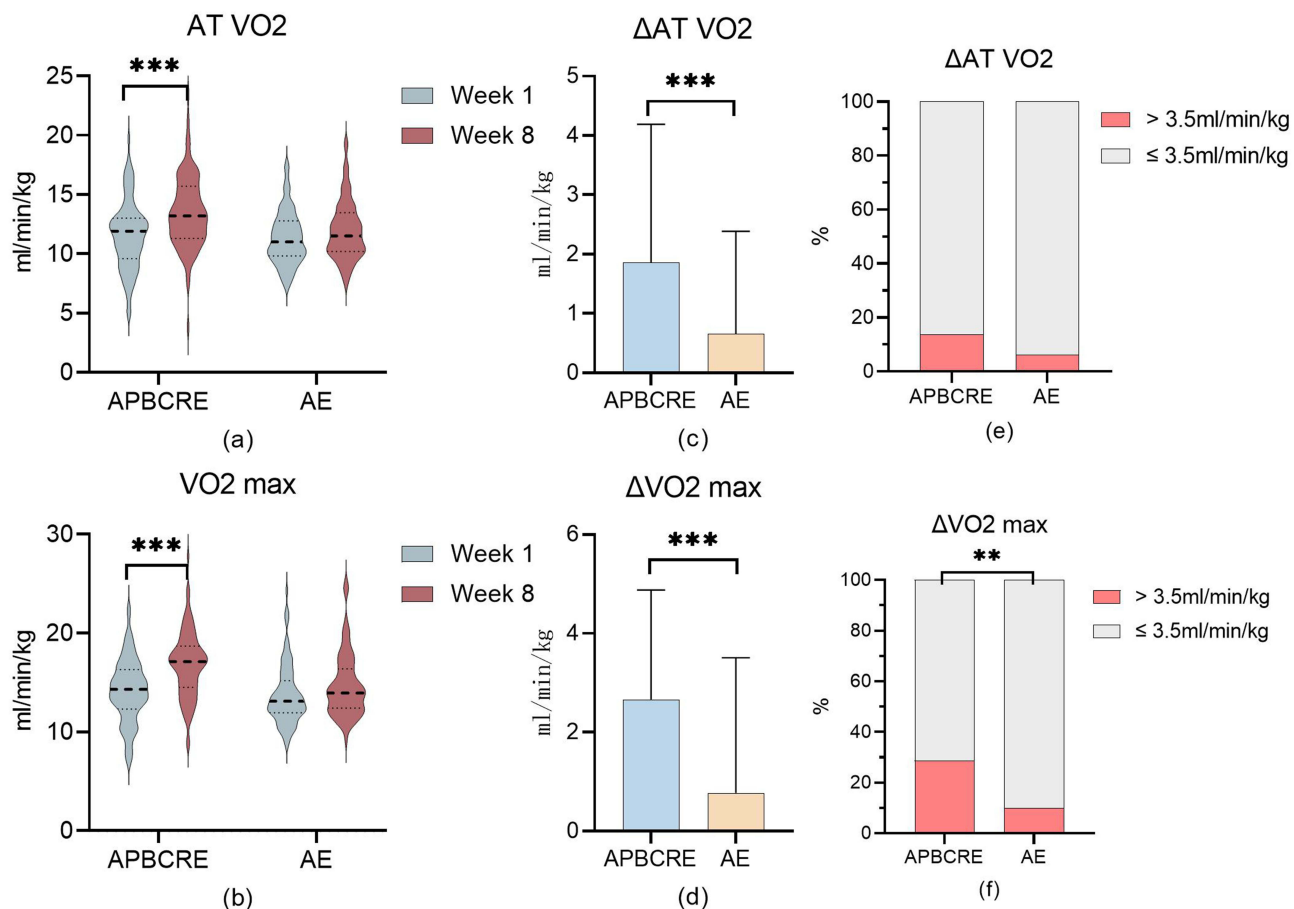 AT VO2
ml/min/kg
25
20
15
10
5
0
***
Week 1
Week 8
APBCRE AE
(a)
ΔAT VO2
ml/min/kg
5
4
3
2
1
0
***
APBCRE AE
(c)
ΔAT VO2
%
100
80
60
40
20
0
> 3.5ml/min/kg
≤ 3.5ml/min/kg
APBCRE AE
(e)
VO2 max
ml/min/kg
30
20
10
0
***
Week 1
Week 8
APBCRE AE
(b)
ΔVO2 max
ml/min/kg
6
4
2
0
***
APBCRE AE
(d)
ΔVO2 max
%
100
80
60
40
20
0
**
> 3.5ml/min/kg
≤ 3.5ml/min/kg
APBCRE AE
(f)